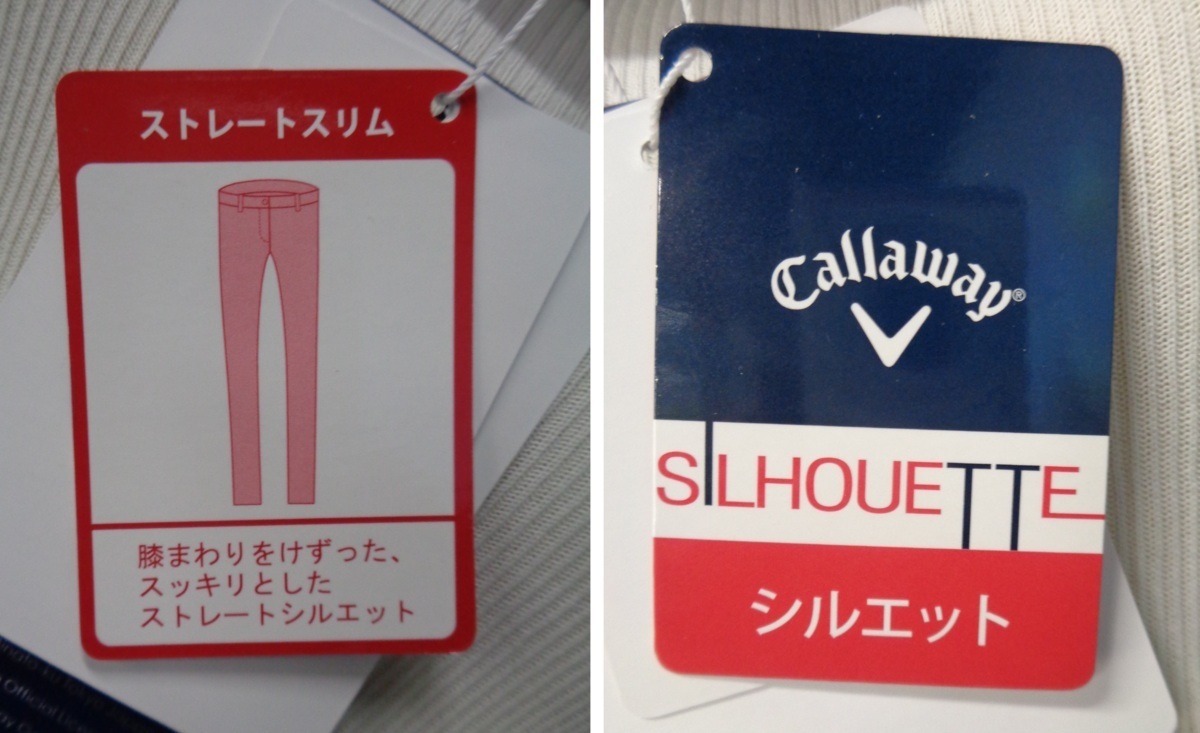 ストレートスリム
膝まわりをけずった、
スッキリとした
ストレートシルエット
Official
Callaway®
SILHOUETTE
シルエット